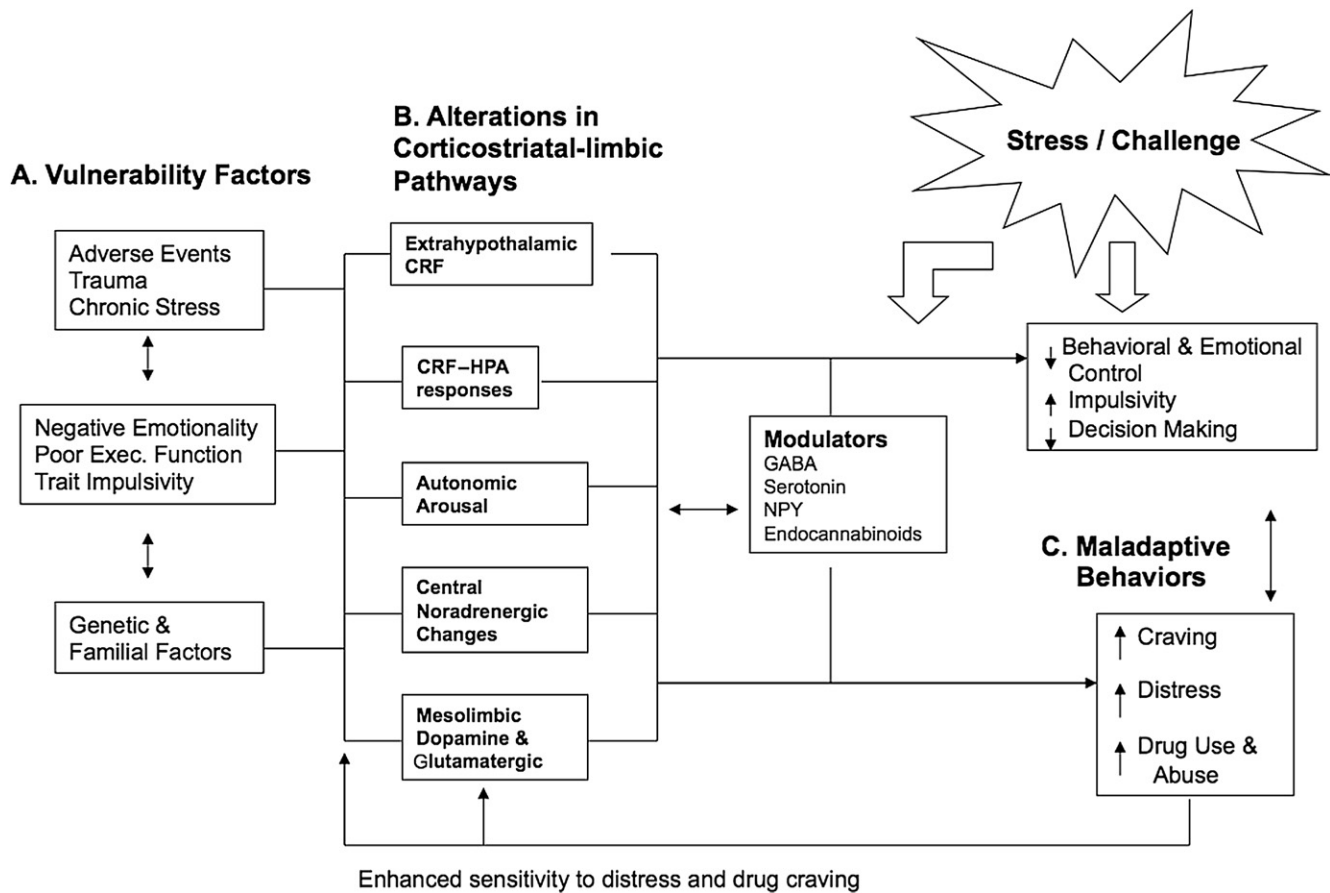 Stress / Challenge
A. Vulnerability Factors
Adverse Events
Trauma
Chronic Stress
Negative Emotionality
Poor Exec. Function
Trait Impulsivity
Genetic &
Familial Factors
B. Alterations in
Corticostriatal-limbic
Pathways
Extrahypothalamic
CRF
CRF–HPA
responses
Autonomic
Arousal
Central
Noradrenergic
Changes
Mesolimbic
Dopamine &
Glutamatergic
Modulators
GABA
Serotonin
NPY
Endocannabinoids
Behavioral & Emotional
Control
Impulsivity
Decision Making
C. Maladaptive
Behaviors
Craving
Distress
Drug Use &
Abuse
Enhanced sensitivity to distress and drug craving